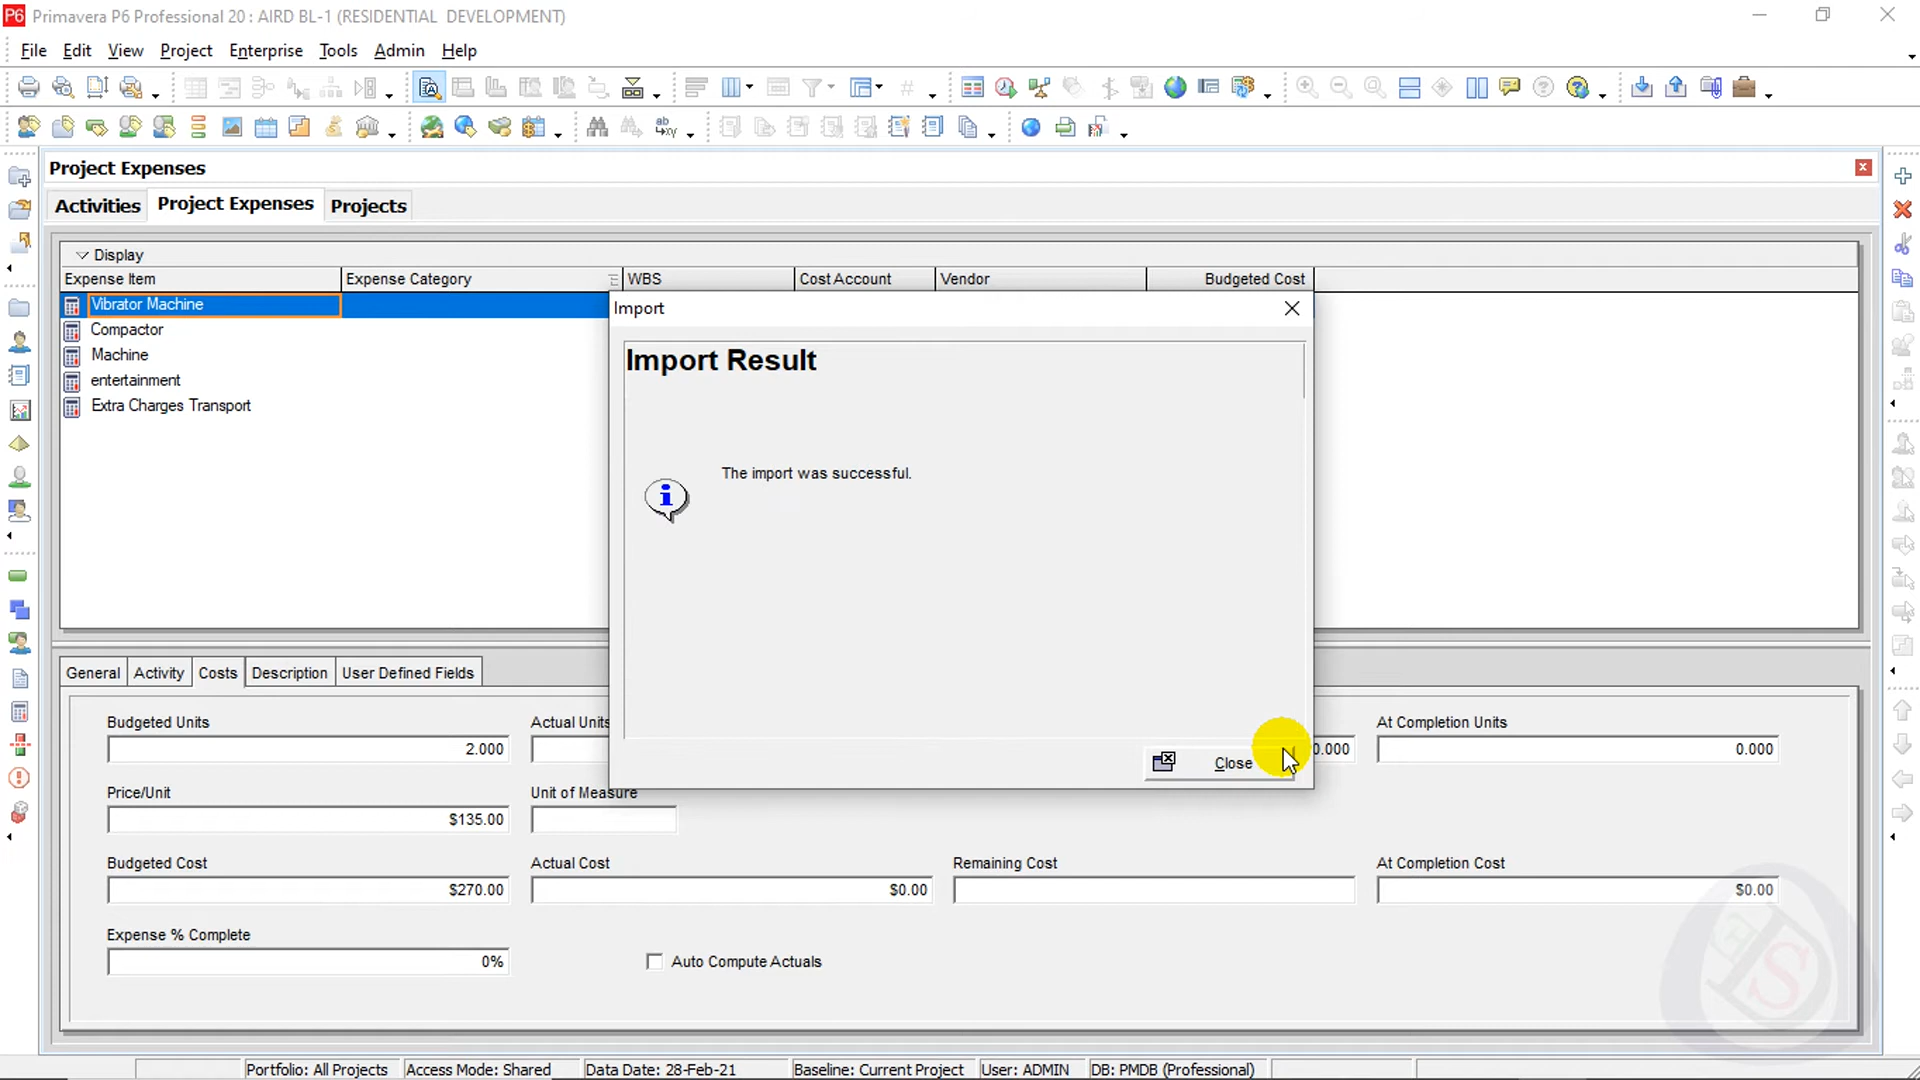 P6 Primavera P6 Professional 20 : AIRD BL-1 (RESIDENTIAL DEVELOPMENT)
File Edit View Project Enterprise Tools Admin Help
Project Expenses
Activities Project Expenses Projects
Display
Expense Item Expense Category WBS Cost Account Vendor Budgeted Cost
Vibrator Machine
Compactor
Machine
entertainment
Extra Charges Transport
Import
Import Result
The import was successful.
Close
General Activity Costs Description User Defined Fields
Budgeted Units Actual Units At Completion Units
2.000 0.000 0.000
Price/Unit Unit of Measure
$135.00
Budgeted Cost Actual Cost Remaining Cost At Completion Cost
$270.00 $0.00 $0.00
Expense % Complete
0% Auto Compute Actuals
Portfolio: All Projects Access Mode: Shared Data Date: 28-Feb-21 Baseline: Current Project User: ADMIN DB: PMDB (Professional)